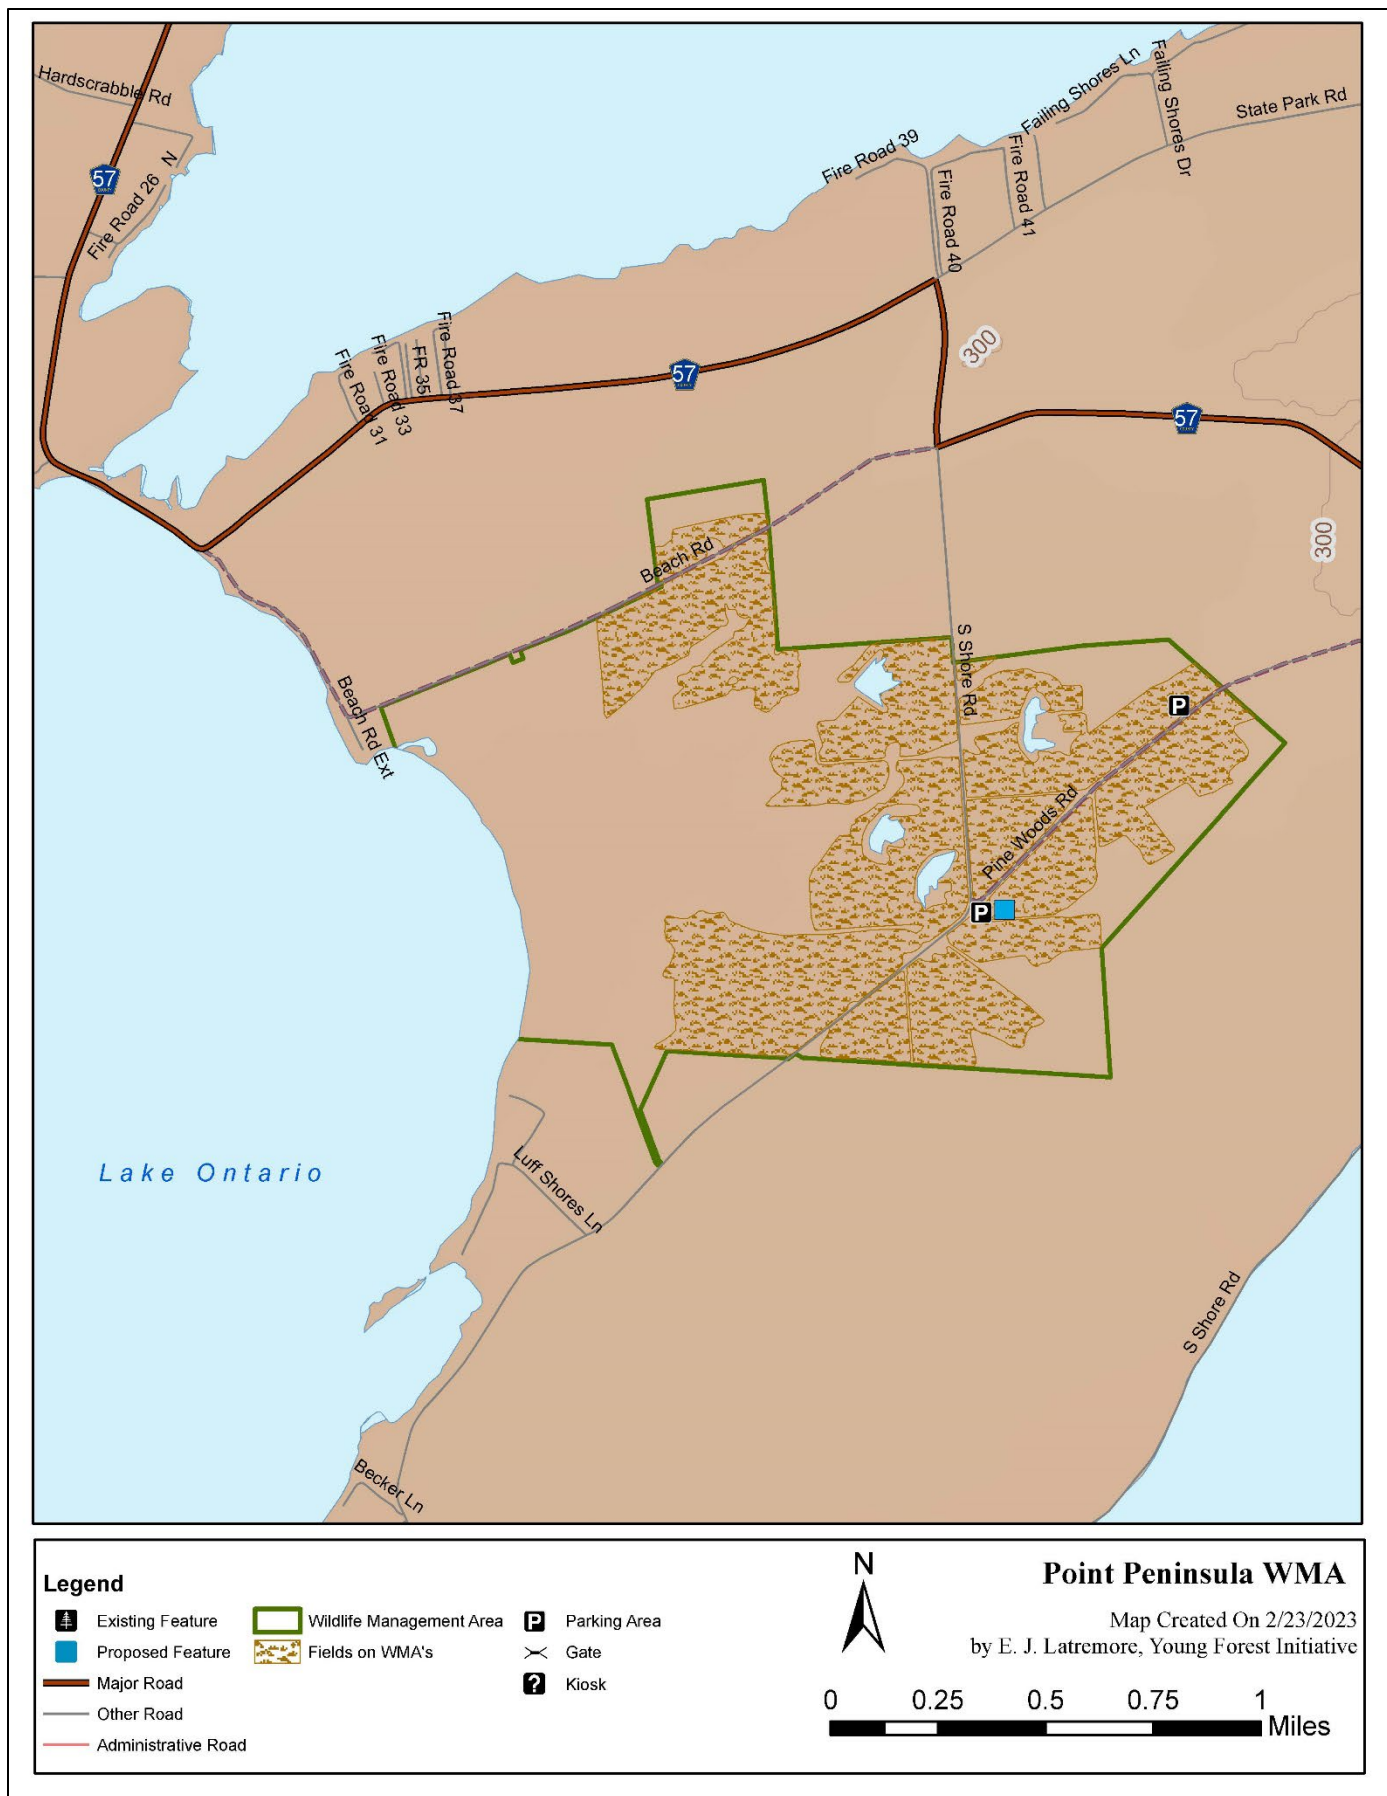 Hardscrabble Rd
57
COUNTY
Fire Road 26
N
Failing Shores Ln
Failing Shores Dr
State Park Rd
Fire Road 39
Fire Road 40
Fire Road 41
Fire Road 31
Fire Road 33
FR 35
Fire Road 37
57
COUNTY
300
57
COUNTY
300
Beach Rd
S Shore Rd
P
Beach Rd Ext
Pine Woods Rd
P
Lake Ontario
Luff Shores Ln
S Shore Rd
Becker Ln
Legend
Existing Feature
Proposed Feature
Major Road
Other Road
Administrative Road
Wildlife Management Area
Fields on WMA's
P Parking Area
Gate
? Kiosk
N
Point Peninsula WMA
Map Created On 2/23/2023
by E. J. Latremore, Young Forest Initiative
0 0.25 0.5 0.75 1
Miles